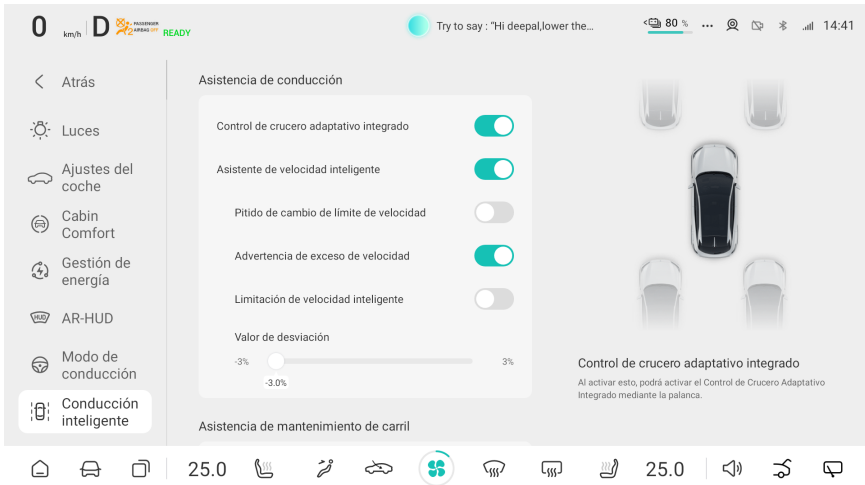 0 km/h D PASSENGER
AIRBAG OFF READY
Try to say : "Hi deepal,lower the...
80 %
14:41
Atrás
Luces
Ajustes del
coche
Cabin
Comfort
Gestión de
energía
HUD AR-HUD
Modo de
conducción
Conducción
inteligente
Asistencia de conducción
Control de crucero adaptativo integrado
Asistente de velocidad inteligente
Pitido de cambio de límite de velocidad
Advertencia de exceso de velocidad
Limitación de velocidad inteligente
Valor de desviación
-3% 3%
-3.0%
Asistencia de mantenimiento de carril
Control de crucero adaptativo integrado
Al activar esto, podrá activar el Control de Crucero Adaptativo
Integrado mediante la palanca.
25.0 25.0